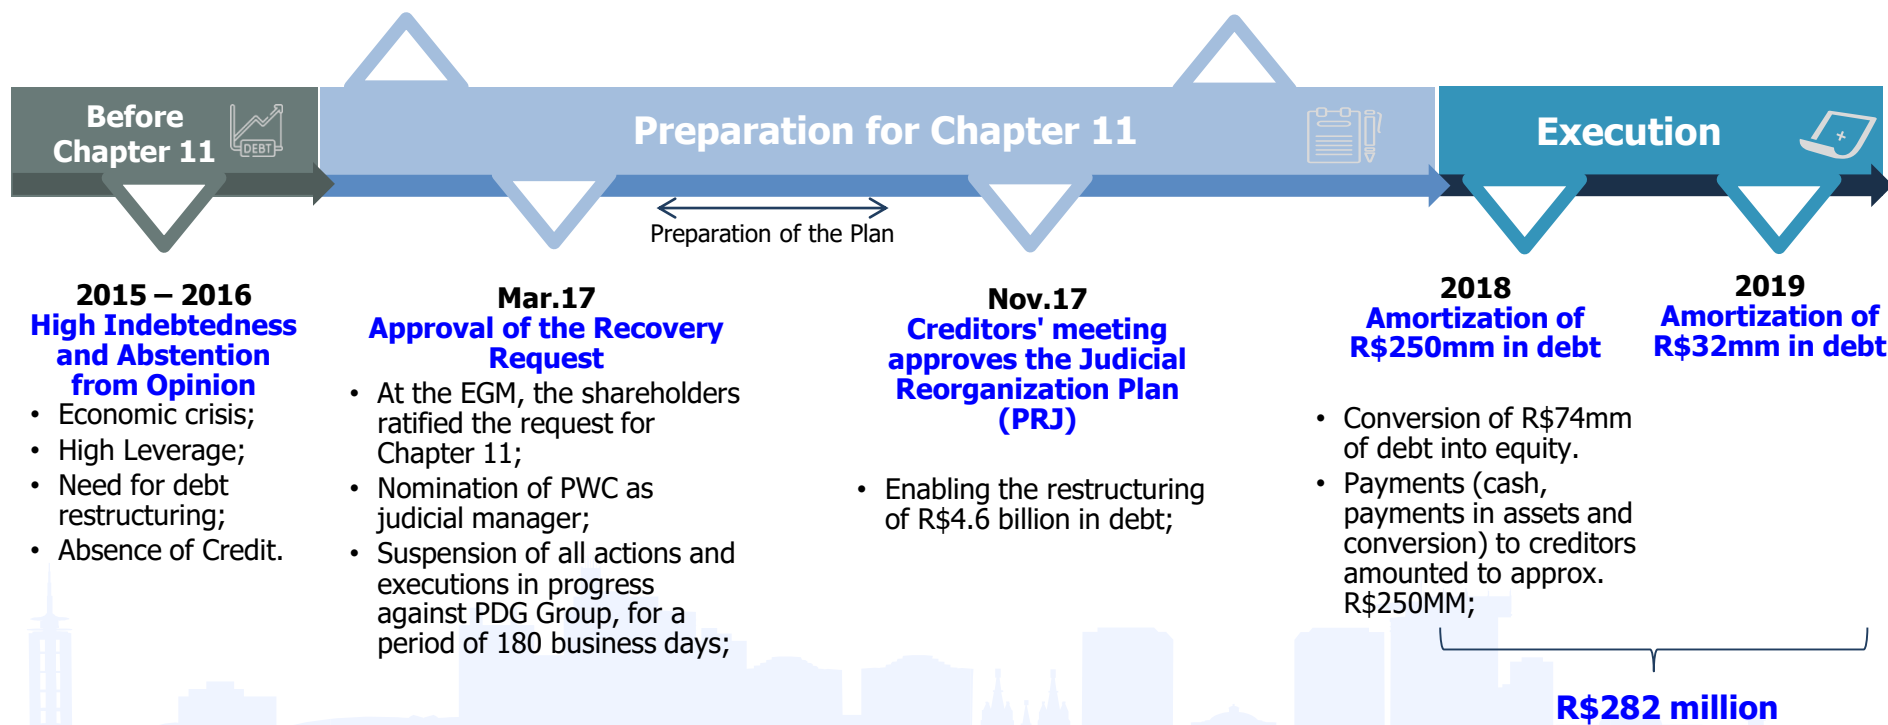 Before
Chapter 11
DEBT
Preparation for Chapter 11
Execution
Preparation of the Plan
2015 – 2016
High Indebtedness
and Abstention
from Opinion
• Economic crisis;
• High Leverage;
• Need for debt
restructuring;
• Absence of Credit.
Mar.17
Approval of the Recovery
Request
• At the EGM, the shareholders
ratified the request for
Chapter 11;
• Nomination of PWC as
judicial manager;
• Suspension of all actions and
executions in progress
against PDG Group, for a
period of 180 business days;
Nov.17
Creditors' meeting
approves the Judicial
Reorganization Plan
(PRJ)
• Enabling the restructuring
of R$4.6 billion in debt;
2018
Amortization of
R$250mm in debt
• Conversion of R$74mm
of debt into equity.
• Payments (cash,
payments in assets and
conversion) to creditors
amounted to approx.
R$250MM;
2019
Amortization of
R$32mm in debt
R$282 million